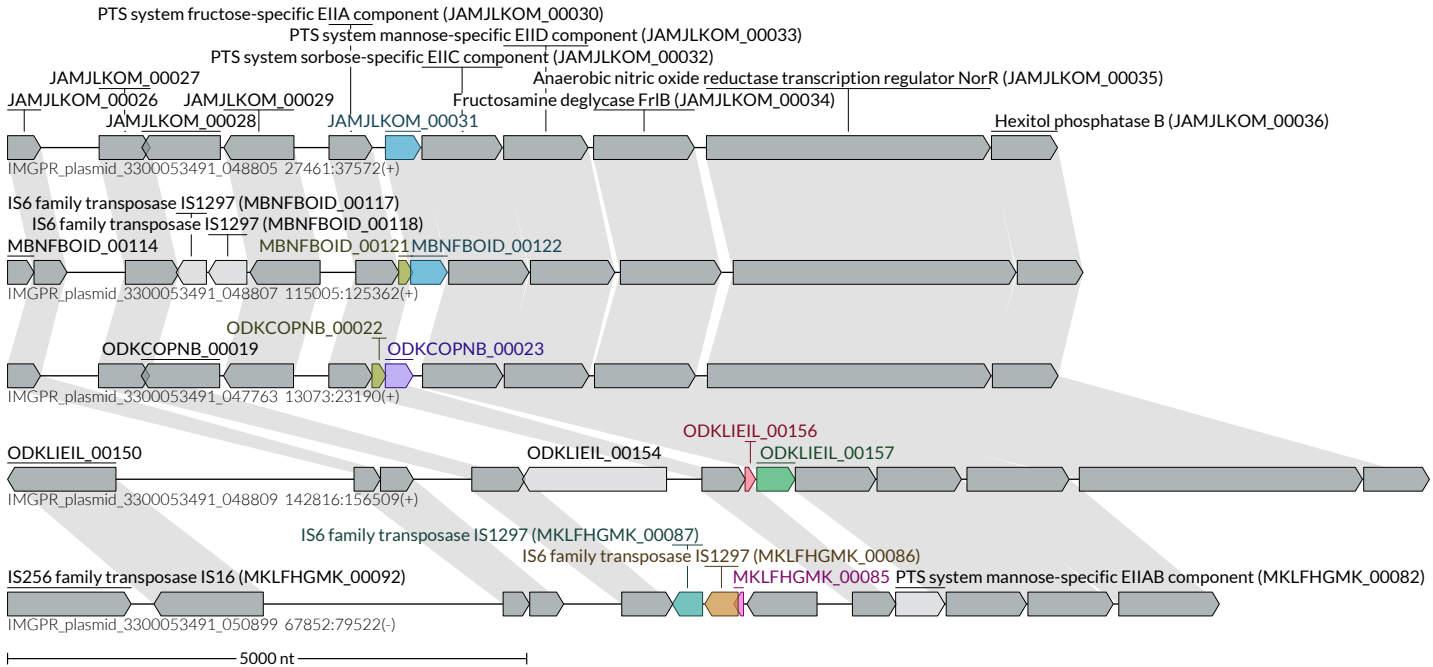 PTS system fructose-specific EIIA component (JAMJLKOM_00030)
PTS system mannose-specific EIID component (JAMJLKOM_00033)
PTS system sorbose-specific EIIC component (JAMJLKOM_00032)
JAMJLKOM_00027 Anaerobic nitric oxide reductase transcription regulator NorR (JAMJLKOM_00035)
JAMJLKOM_00026 JAMJLKOM_00029 Fructosamine deglycase FrlB (JAMJLKOM_00034)
JAMJLKOM_00028 JAMJLKOM_00031 Hexitol phosphatase B (JAMJLKOM_00036)
IMGPR_plasmid_3300053491_048805 27461:37572(+)
IS6 family transposase IS1297 (MBNFBOID_00117)
IS6 family transposase IS1297 (MBNFBOID_00118)
MBNFBOID_00114 MBNFBOID_00121 MBNFBOID_00122
IMGPR_plasmid_3300053491_048807 115005:125362(+)
ODKCOPNB_00022
ODKCOPNB_00019 ODKCOPNB_00023
IMGPR_plasmid_3300053491_047763 13073:23190(+)
ODKLIEIL_00156
ODKLIEIL_00150 ODKLIEIL_00154 ODKLIEIL_00157
IMGPR_plasmid_3300053491_048809 142816:156509(+)
IS6 family transposase IS1297 (MKLFHGMK_00087)
IS6 family transposase IS1297 (MKLFHGMK_00086)
IS256 family transposase IS16 (MKLFHGMK_00092) MKLFHGMK_00085 PTS system mannose-specific EIIAB component (MKLFHGMK_00082)
IMGPR_plasmid_3300053491_050899 67852:79522(-)
5000 nt